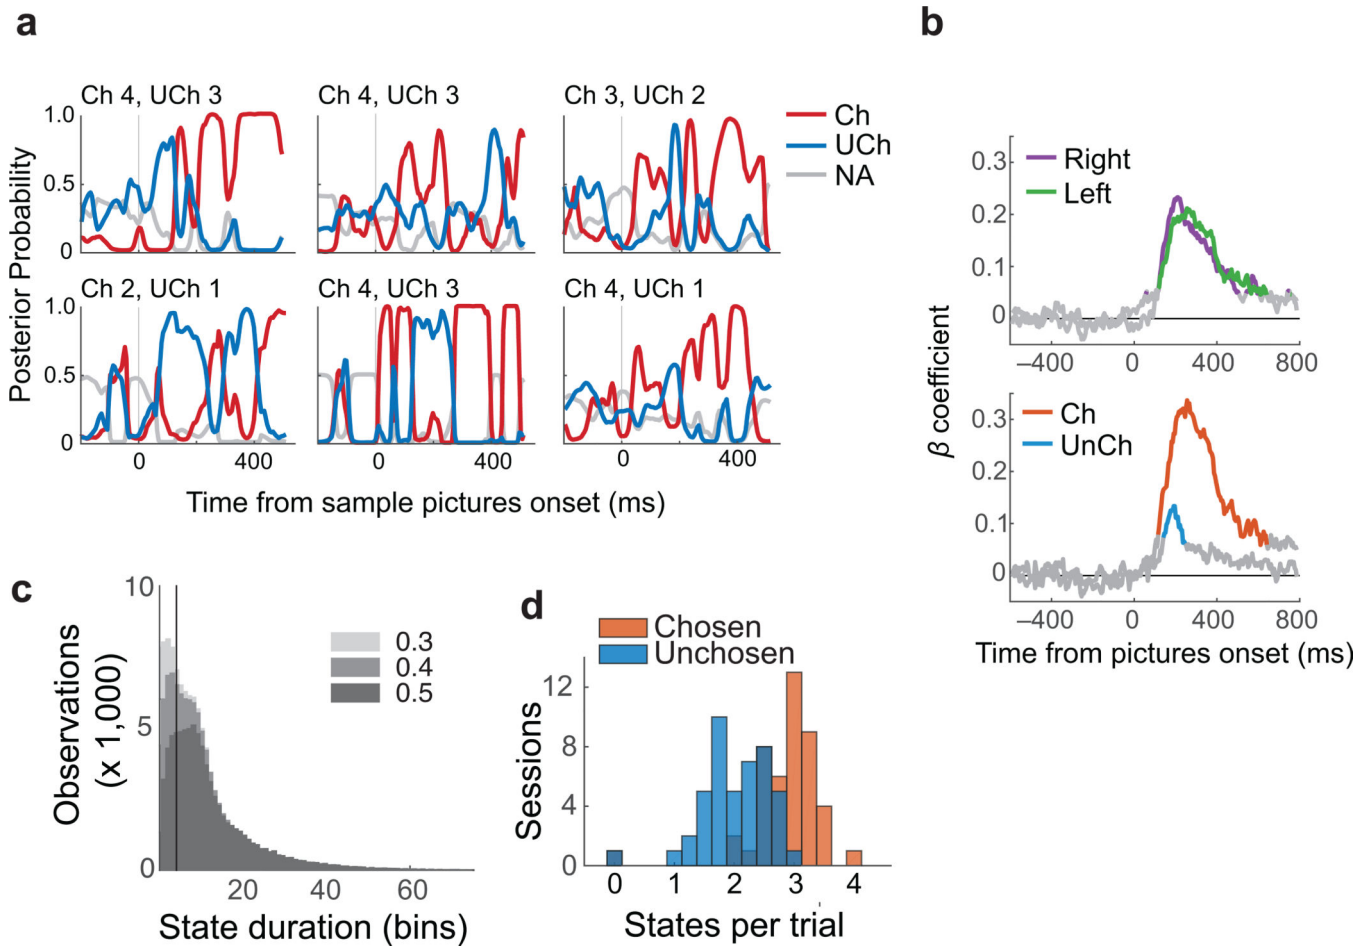 a
b
Ch 4, UCh 3
Ch 4, UCh 3
Ch 3, UCh 2
1.0
0.5
0
Ch
UCh
NA
Ch 2, UCh 1
Ch 4, UCh 3
Ch 4, UCh 1
1.0
0.5
0
0 400
0 400
0 400
Posterior Probability
Time from sample pictures onset (ms)
0.3
0.2
0.1
0
Right
Left
−400 0 400 800
0.3
0.2
0.1
0
Ch
UnCh
−400 0 400 800
β coefficient
Time from pictures onset (ms)
c
10
5
0
0.3
0.4
0.5
20 40 60
Observations
(x 1,000)
State duration (bins)
d
Chosen
Unchosen
12
8
4
0
0 1 2 3 4
Sessions
States per trial